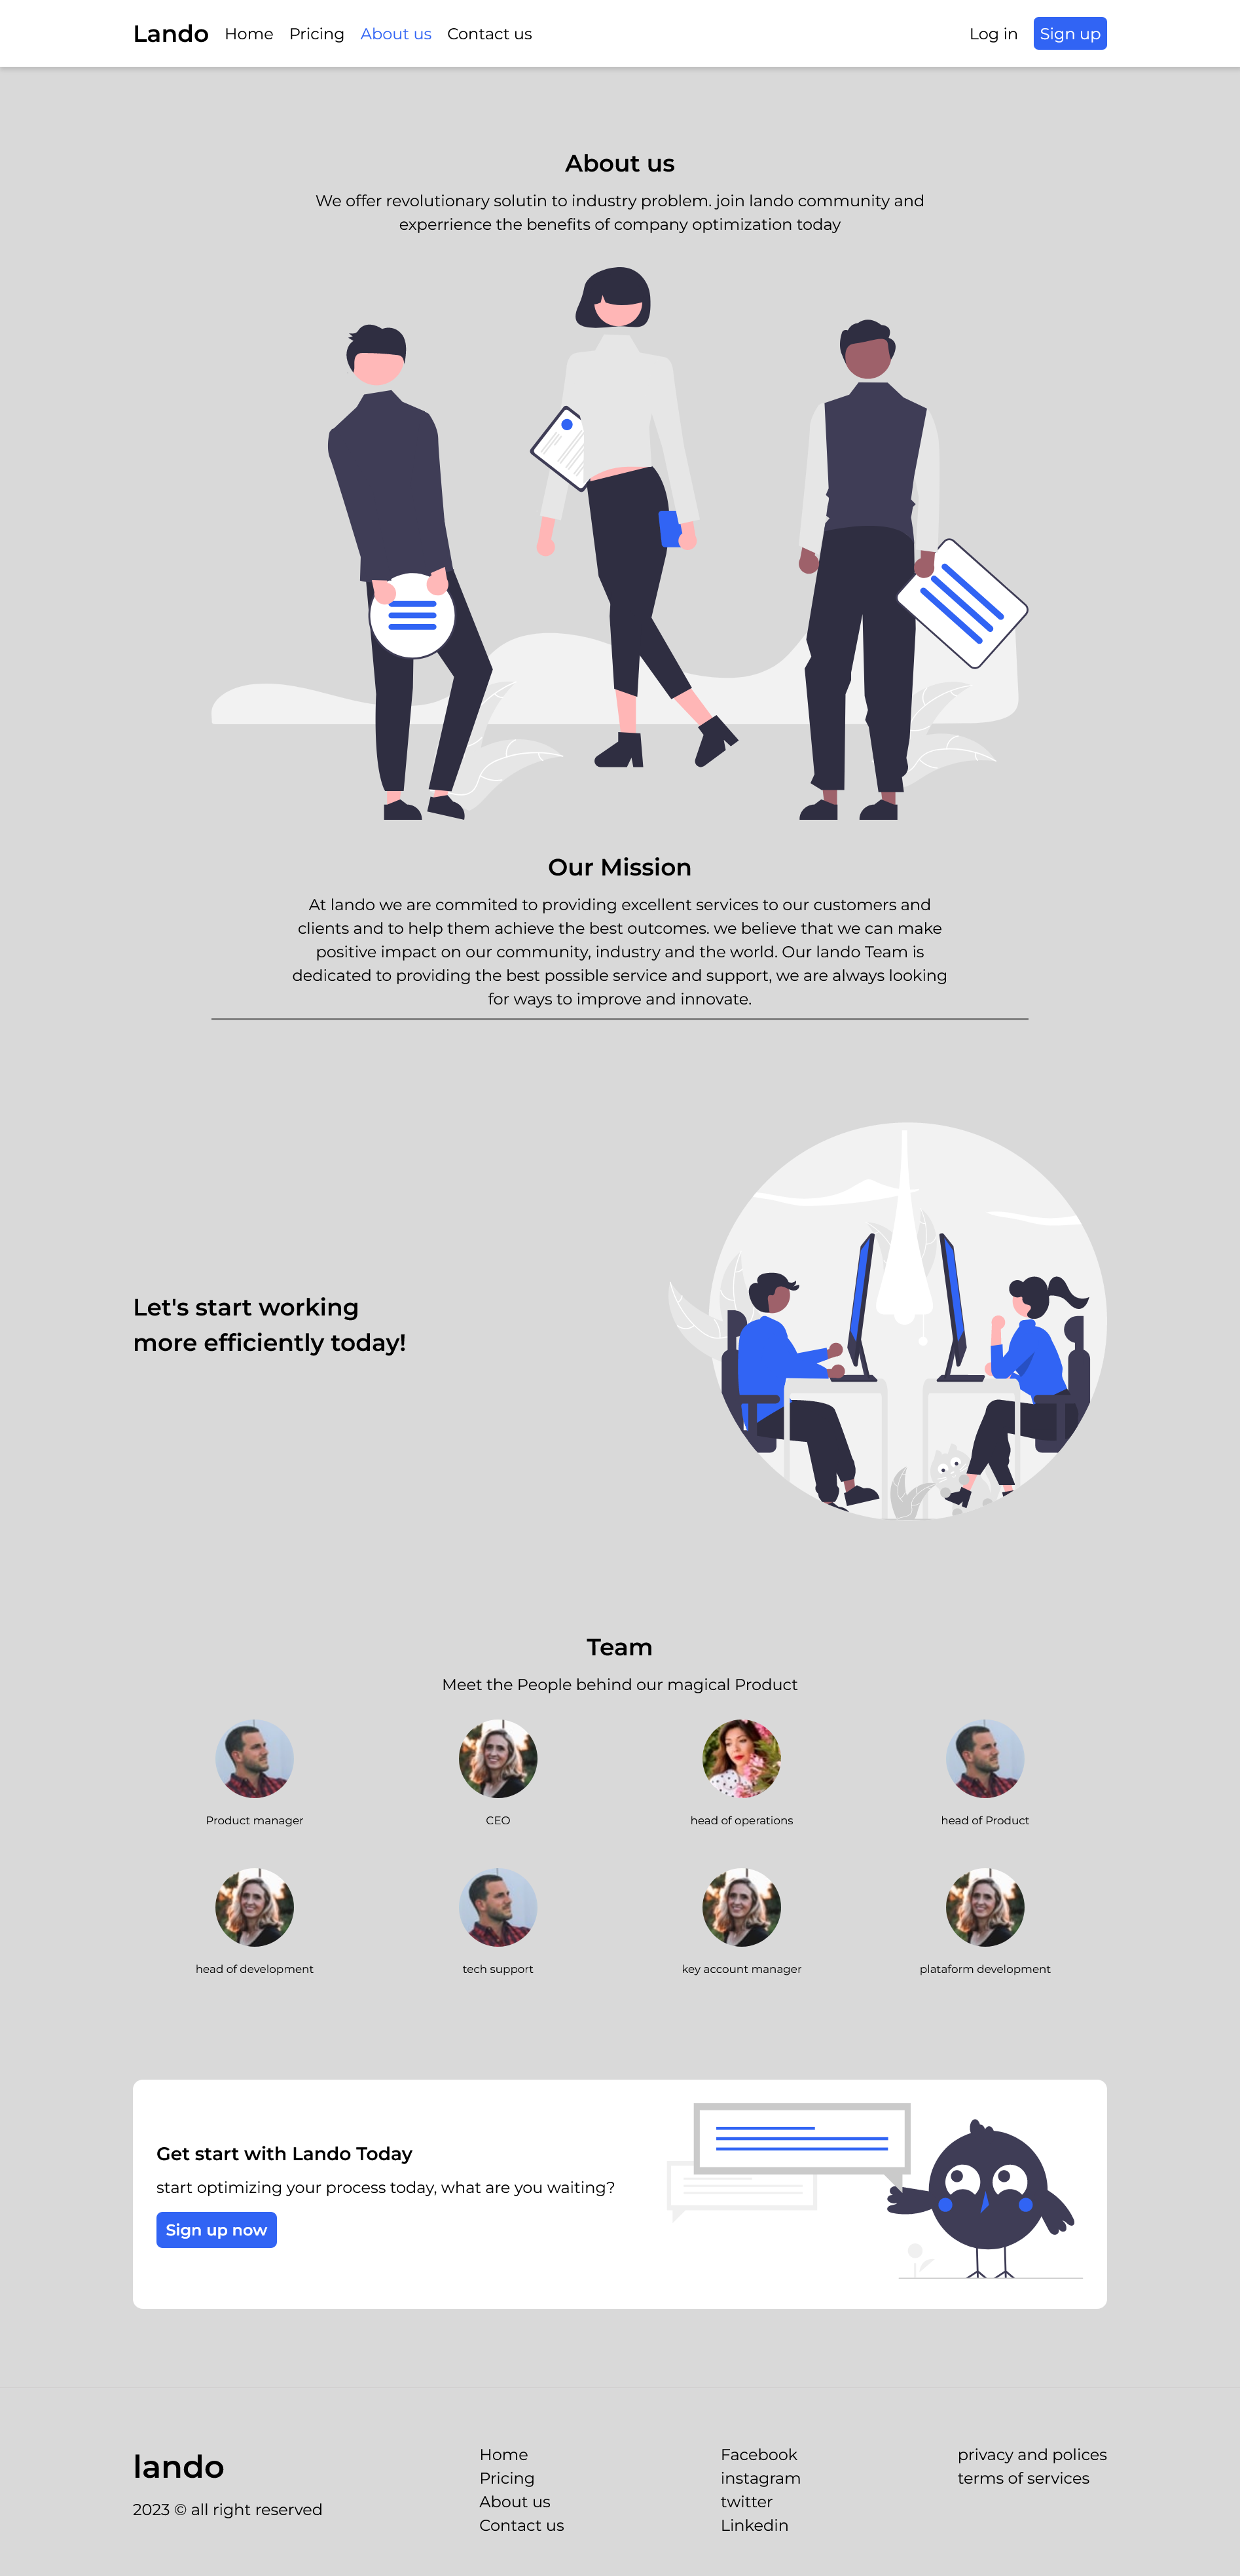 Lando Home Pricing About us Contact us Log in Sign up
About us
We offer revolutionary solutin to industry problem. join lando community and
experrience the benefits of company optimization today
Our Mission
At lando we are commited to providing excellent services to our customers and
clients and to help them achieve the best outcomes. we believe that we can make
positive impact on our community, industry and the world. Our lando Team is
dedicated to providing the best possible service and support, we are always looking
for ways to improve and innovate.
Let's start working
more efficiently today!
Team
Meet the People behind our magical Product
Product manager
CEO
head of operations
head of Product
head of development
tech support
key account manager
plataform development
Get start with Lando Today
start optimizing your process today, what are you waiting?
Sign up now
lando
2023 © all right reserved
Home
Pricing
About us
Contact us
Facebook
instagram
twitter
Linkedin
privacy and polices
terms of services